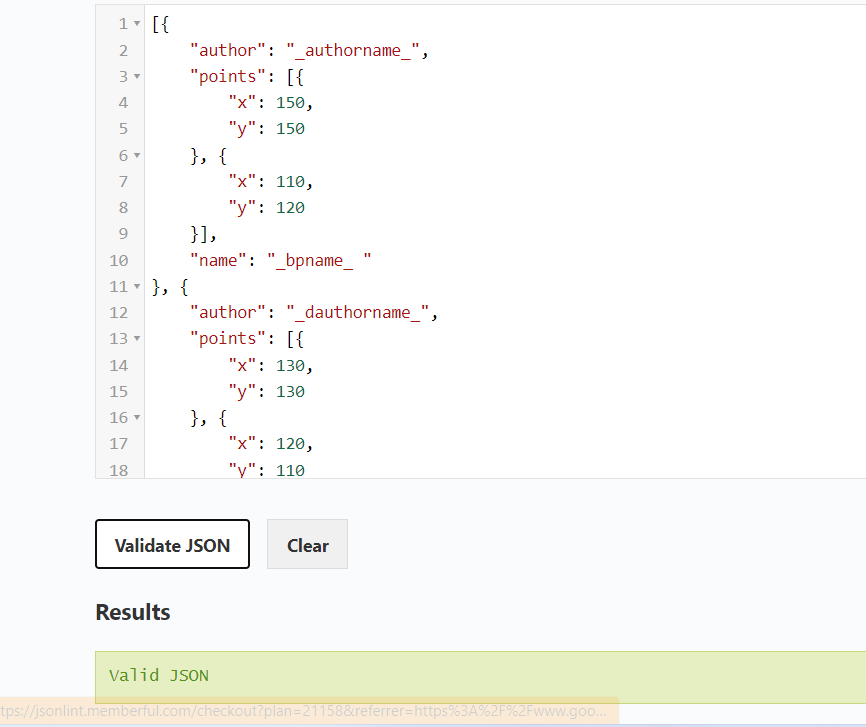 1 [{
2     "author": "_authorname_",
3     "points": [{
4         "x": 150,
5         "y": 150
6     }, {
7         "x": 110,
8         "y": 120
9     }],
10     "name": "_bpname_ "
11 }, {
12     "author": "_dauthorname_",
13     "points": [{
14         "x": 130,
15         "y": 130
16     }, {
17         "x": 120,
18         "y": 110
Validate JSON Clear
Results
Valid JSON
ttps://jsonlint.memberful.com/checkout?plan=21158&referrer=https%3A%2F%2Fwww.goo...